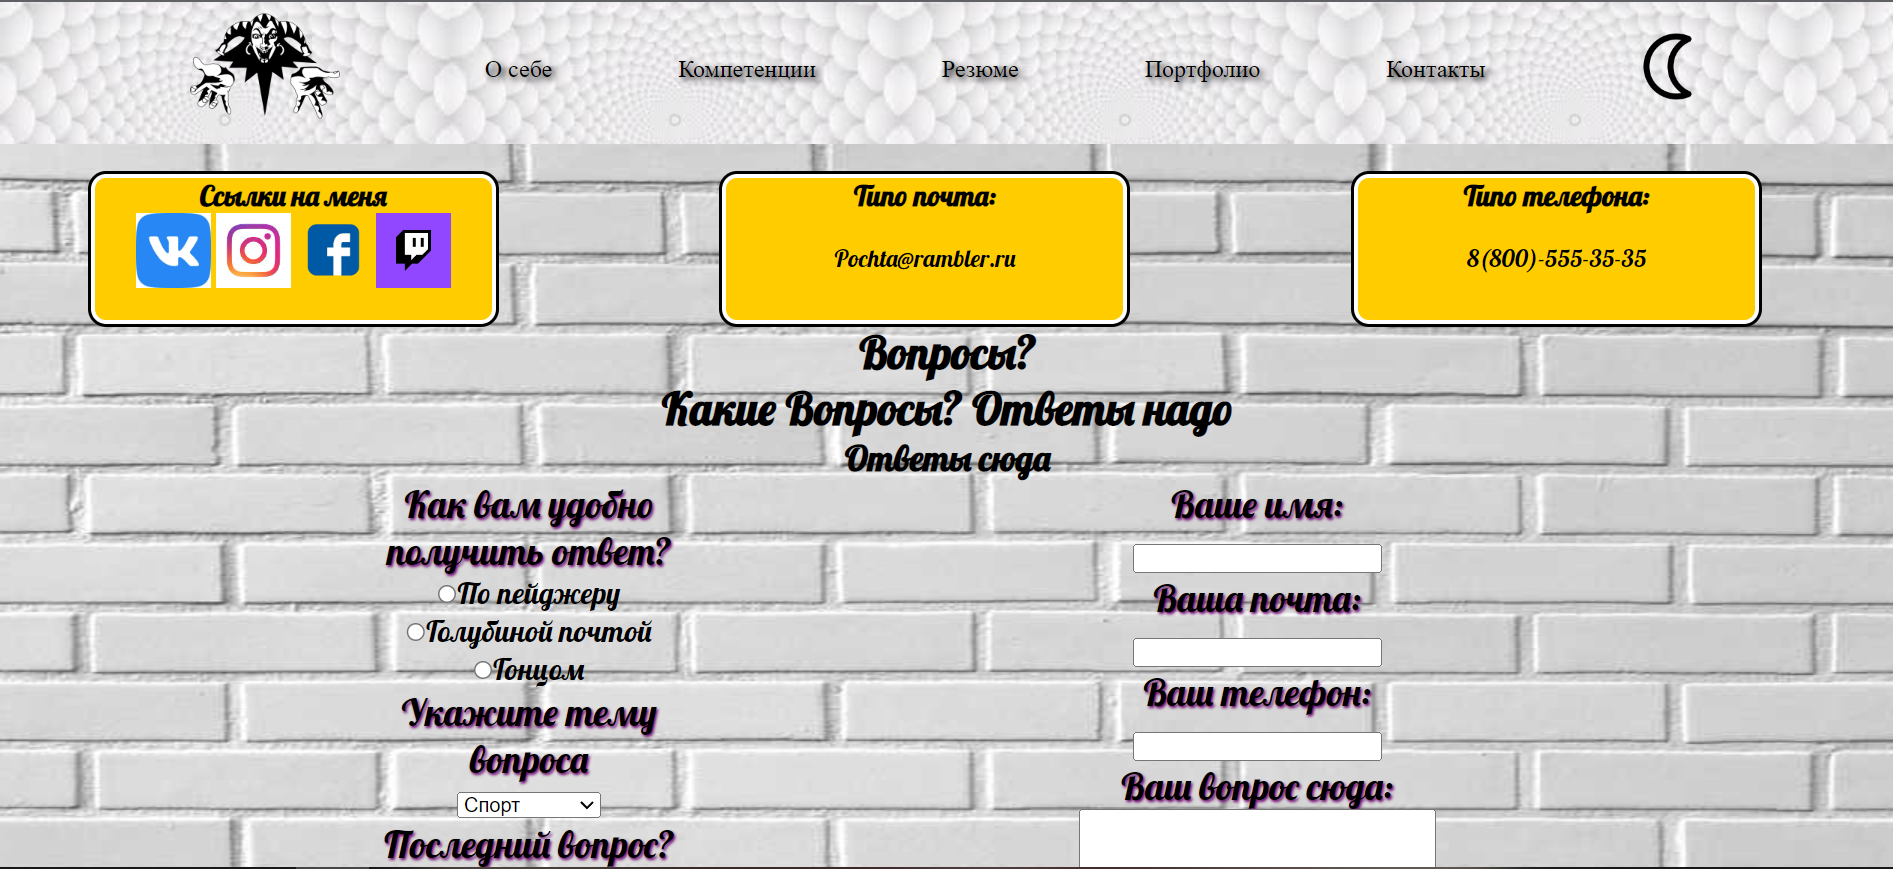 О себе
Компетенции
Резюме
Портфолио
Контакты
Ссылки на меня
Типо почта:
Pochta@rambler.ru
Типо телефона:
8(800)-555-35-35
Вопросы?
Какие Вопросы? Ответы надо
Ответы сюда
Как вам удобно
получить ответ?
По пейджеру
Голубиной почтой
Гонцом
Укажите тему
вопроса
Спорт
Последний вопрос?
Ваше имя:
Ваша почта:
Ваш телефон:
Ваш вопрос сюда: